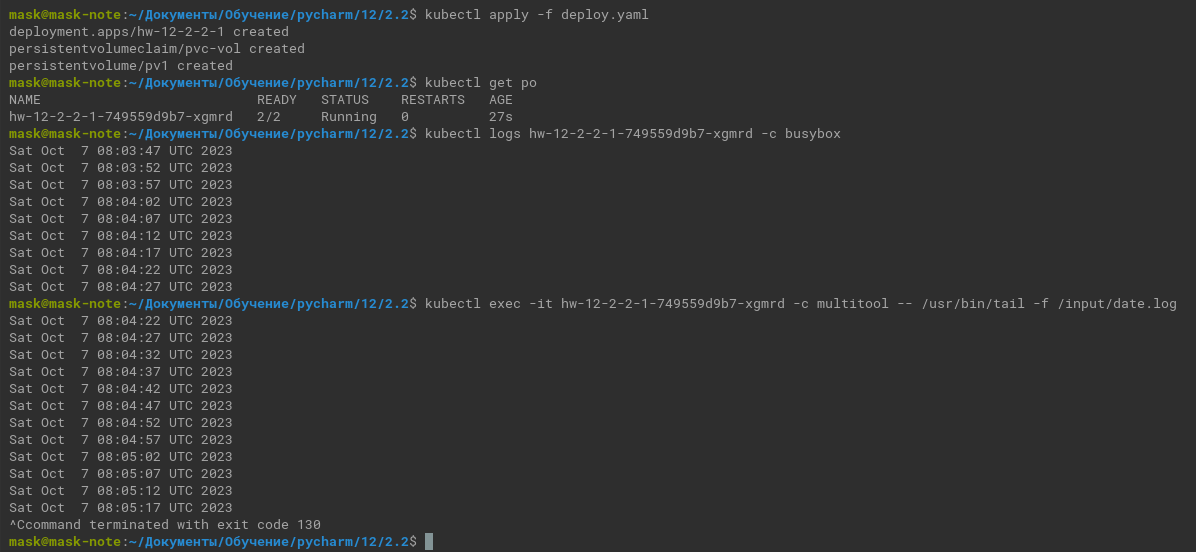 mask@mask-note:~/Документы/Обучение/pycharm/12/2.2$ kubectl apply -f deploy.yaml
deployment.apps/hw-12-2-2-1 created
persistentvolumeclaim/pvc-vol created
persistentvolume/pv1 created
mask@mask-note:~/Документы/Обучение/pycharm/12/2.2$ kubectl get po
NAME                           READY   STATUS    RESTARTS   AGE
hw-12-2-2-1-749559d9b7-xgmrd   2/2     Running   0          27s
mask@mask-note:~/Документы/Обучение/pycharm/12/2.2$ kubectl logs hw-12-2-2-1-749559d9b7-xgmrd -c busybox
Sat Oct  7 08:03:47 UTC 2023
Sat Oct  7 08:03:52 UTC 2023
Sat Oct  7 08:03:57 UTC 2023
Sat Oct  7 08:04:02 UTC 2023
Sat Oct  7 08:04:07 UTC 2023
Sat Oct  7 08:04:12 UTC 2023
Sat Oct  7 08:04:17 UTC 2023
Sat Oct  7 08:04:22 UTC 2023
Sat Oct  7 08:04:27 UTC 2023
mask@mask-note:~/Документы/Обучение/pycharm/12/2.2$ kubectl exec -it hw-12-2-2-1-749559d9b7-xgmrd -c multitool -- /usr/bin/tail -f /input/date.log
Sat Oct  7 08:04:22 UTC 2023
Sat Oct  7 08:04:27 UTC 2023
Sat Oct  7 08:04:32 UTC 2023
Sat Oct  7 08:04:37 UTC 2023
Sat Oct  7 08:04:42 UTC 2023
Sat Oct  7 08:04:47 UTC 2023
Sat Oct  7 08:04:52 UTC 2023
Sat Oct  7 08:04:57 UTC 2023
Sat Oct  7 08:05:02 UTC 2023
Sat Oct  7 08:05:07 UTC 2023
Sat Oct  7 08:05:12 UTC 2023
Sat Oct  7 08:05:17 UTC 2023
^Ccommand terminated with exit code 130
mask@mask-note:~/Документы/Обучение/pycharm/12/2.2$